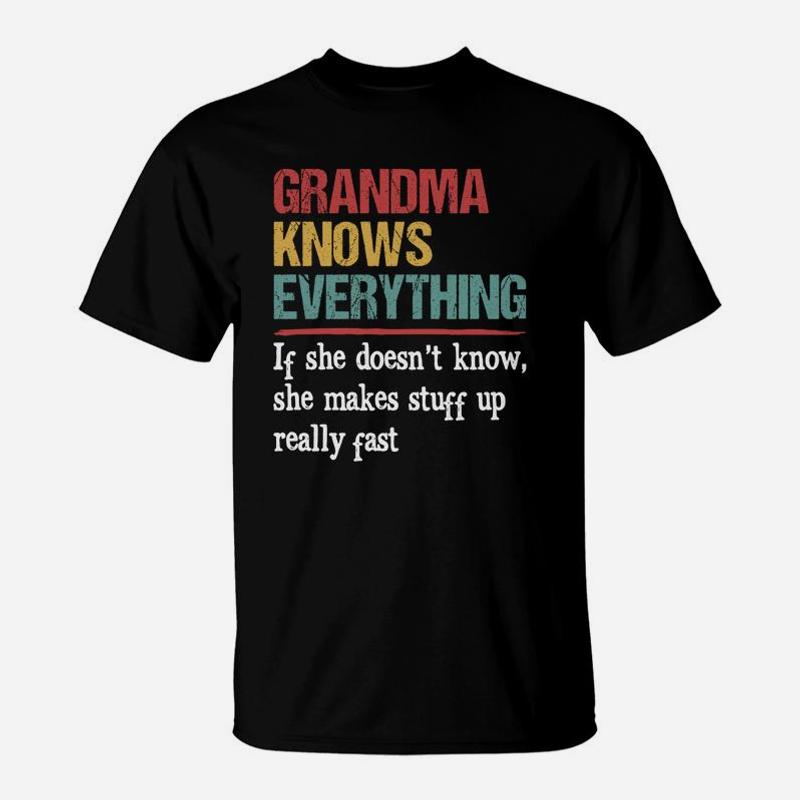 GRANDMA
KNOWS
EVERYTHING
If she doesn't know,
she makes stuff up
really fast